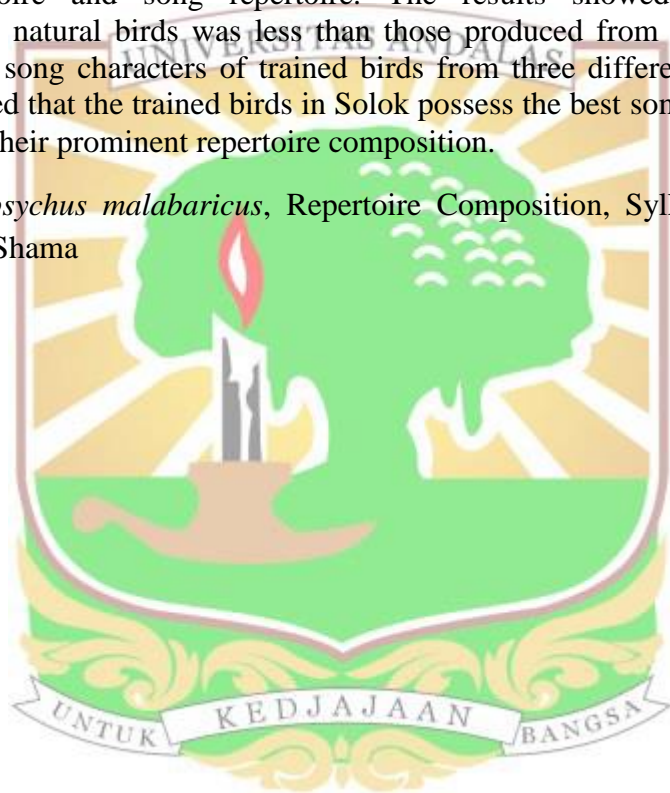 oire and song repertoire. The results showed
natural birds was less than those produced from
UNIVERSITAS ANDALAS
song characters of trained birds from three differe
ed that the trained birds in Solok possess the best son
heir prominent repertoire composition.
sychus malabaricus, Repertoire Composition, Syll
Shama
UNTUK KEDJAJAAN BANGSA